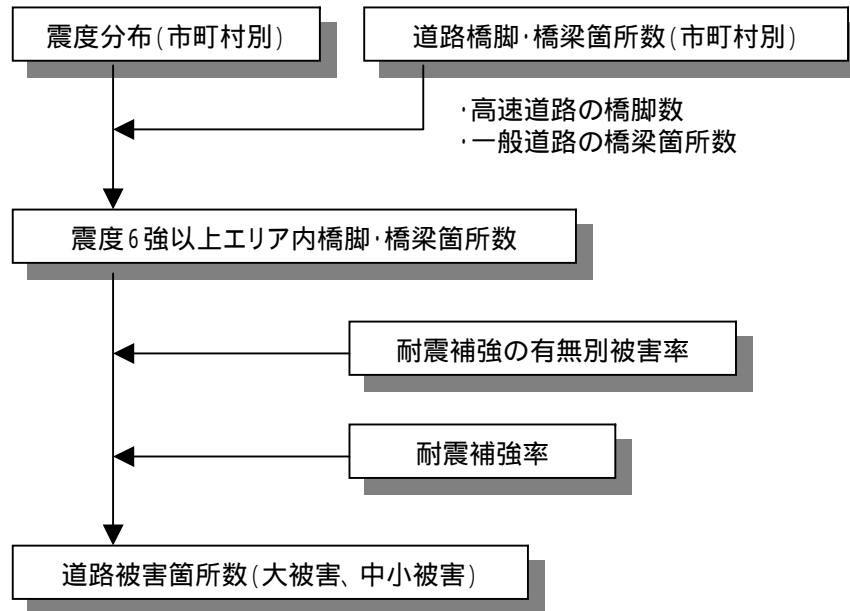 震度分布(市町村別)
道路橋脚・橋梁箇所数(市町村別)
・高速道路の橋脚数
・一般道路の橋梁箇所数
震度6強以上エリア内橋脚・橋梁箇所数
耐震補強の有無別被害率
耐震補強率
道路被害箇所数(大被害、中小被害)